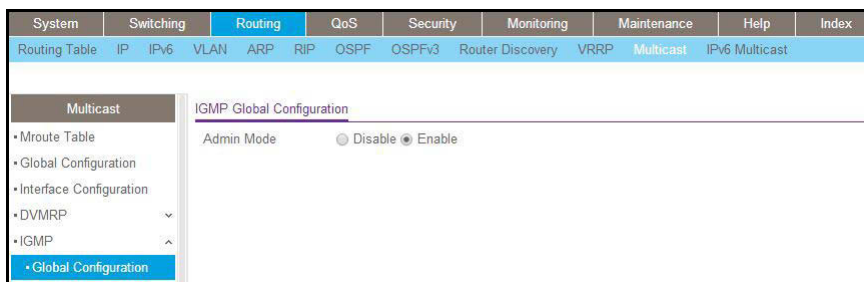 System Switching Routing QoS Security Monitoring Maintenance Help Index
Routing Table IP IPv6 VLAN ARP RIP OSPF OSPFv3 Router Discovery VRRP Multicast IPv6 Multicast
Multicast
IGMP Global Configuration
• Mroute Table
Admin Mode Disable Enable
• Global Configuration
• Interface Configuration
• DVMRP
• IGMP
• Global Configuration